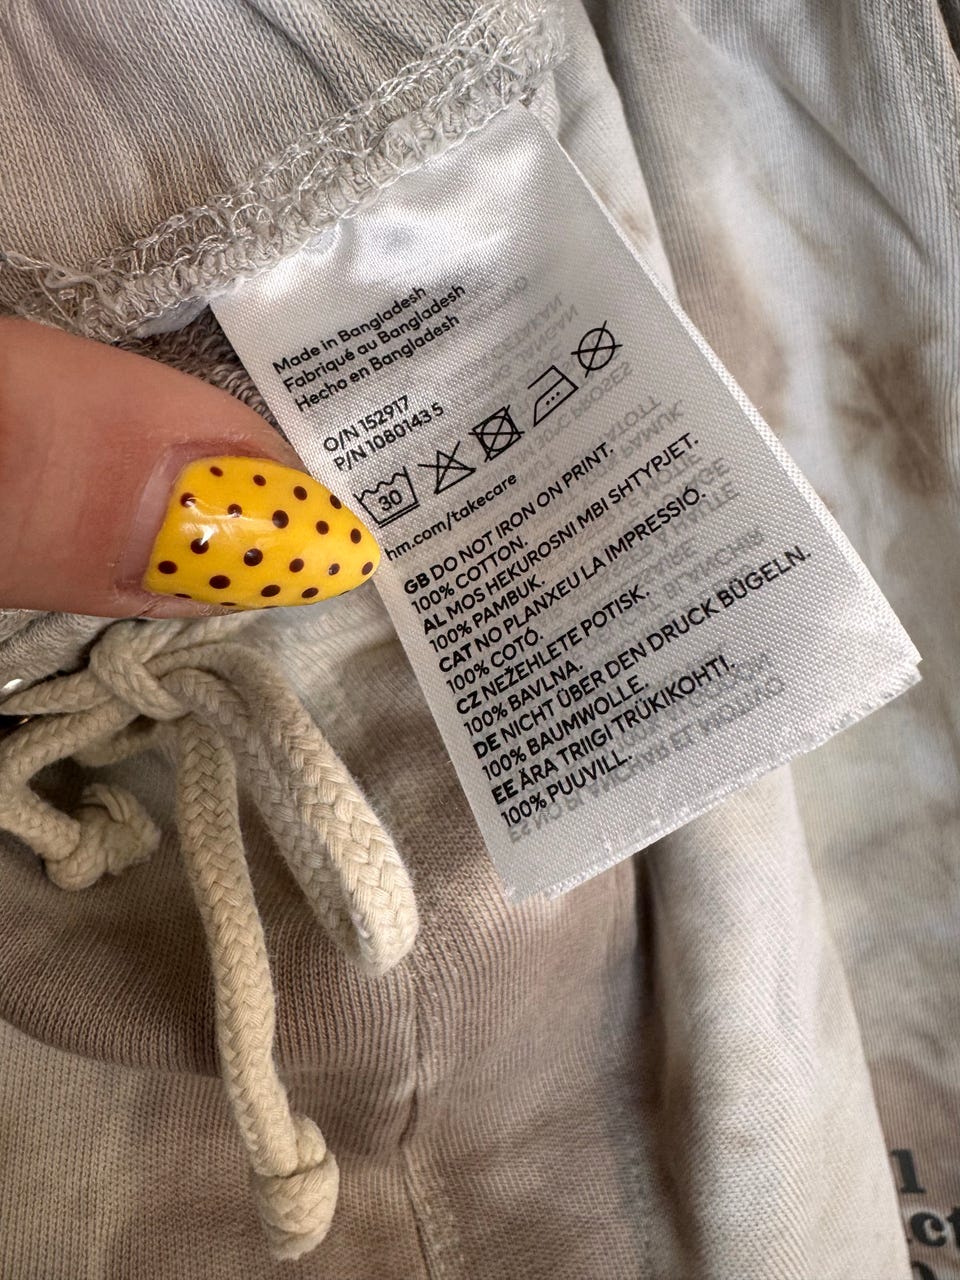 Made in Bangladesh
Fabriqué au Bangladesh
Hecho en Bangladesh
O/N 152917
P/N 1080143 5
30
hm.com/takecare
GB DO NOT IRON ON PRINT.
100% COTTON.
AL MOS HEKUROSNI MBI SHTYPJET.
100% PAMBUK.
CAT NO PLANXEU LA IMPRESSIÓ.
100% COTÓ.
CZ NEŽEHLETE POTISK.
100% BAVLNA.
DE NICHT ÜBER DEN DRUCK BÜGELN.
100% BAUMWOLLE.
EE ÄRA TRIIGI TRÜKIKOHTI.
100% PUUVILL.